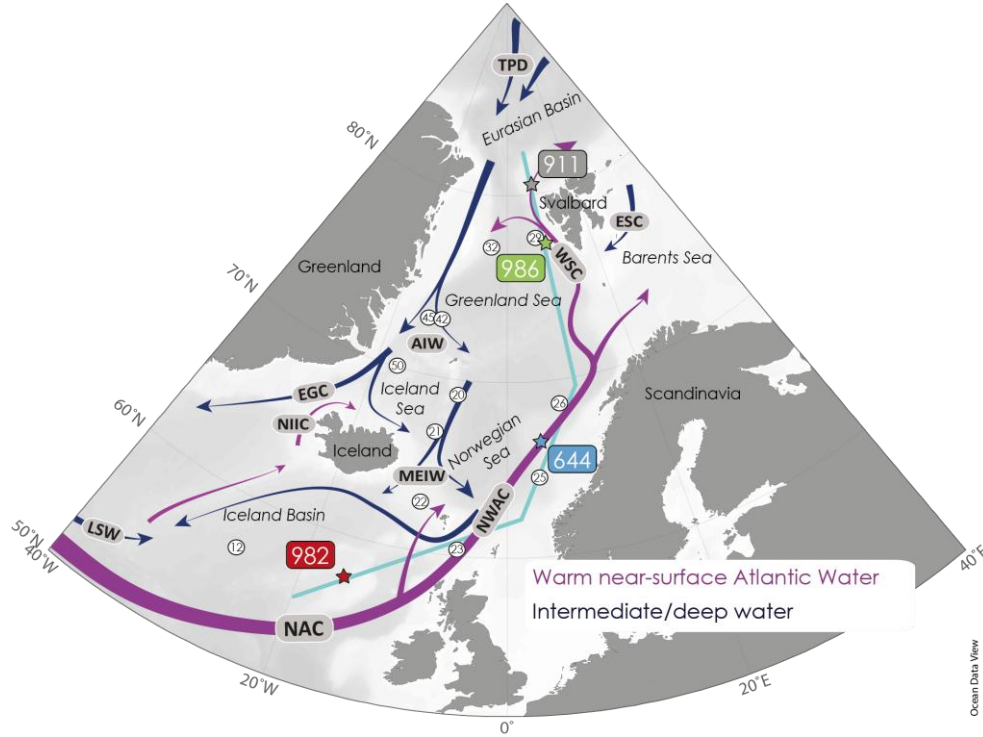 TPD
Eurasian Basin
80°N
911
Svalbard
ESC
29
32
WSC
Barents Sea
986
Greenland
70°N
Greenland Sea
45
42
AIW
50
Scandinavia
EGC
Iceland
Sea
20
26
60°N
NIIC
21
Norwegian
Sea
Iceland
644
MEIW
25
22
NWAC
Iceland Basin
50°N
40°W
LSW
12
982
23
40°E
Warm near-surface Atlantic Water
Intermediate/deep water
NAC
20°W
20°E
0°
Ocean Data View